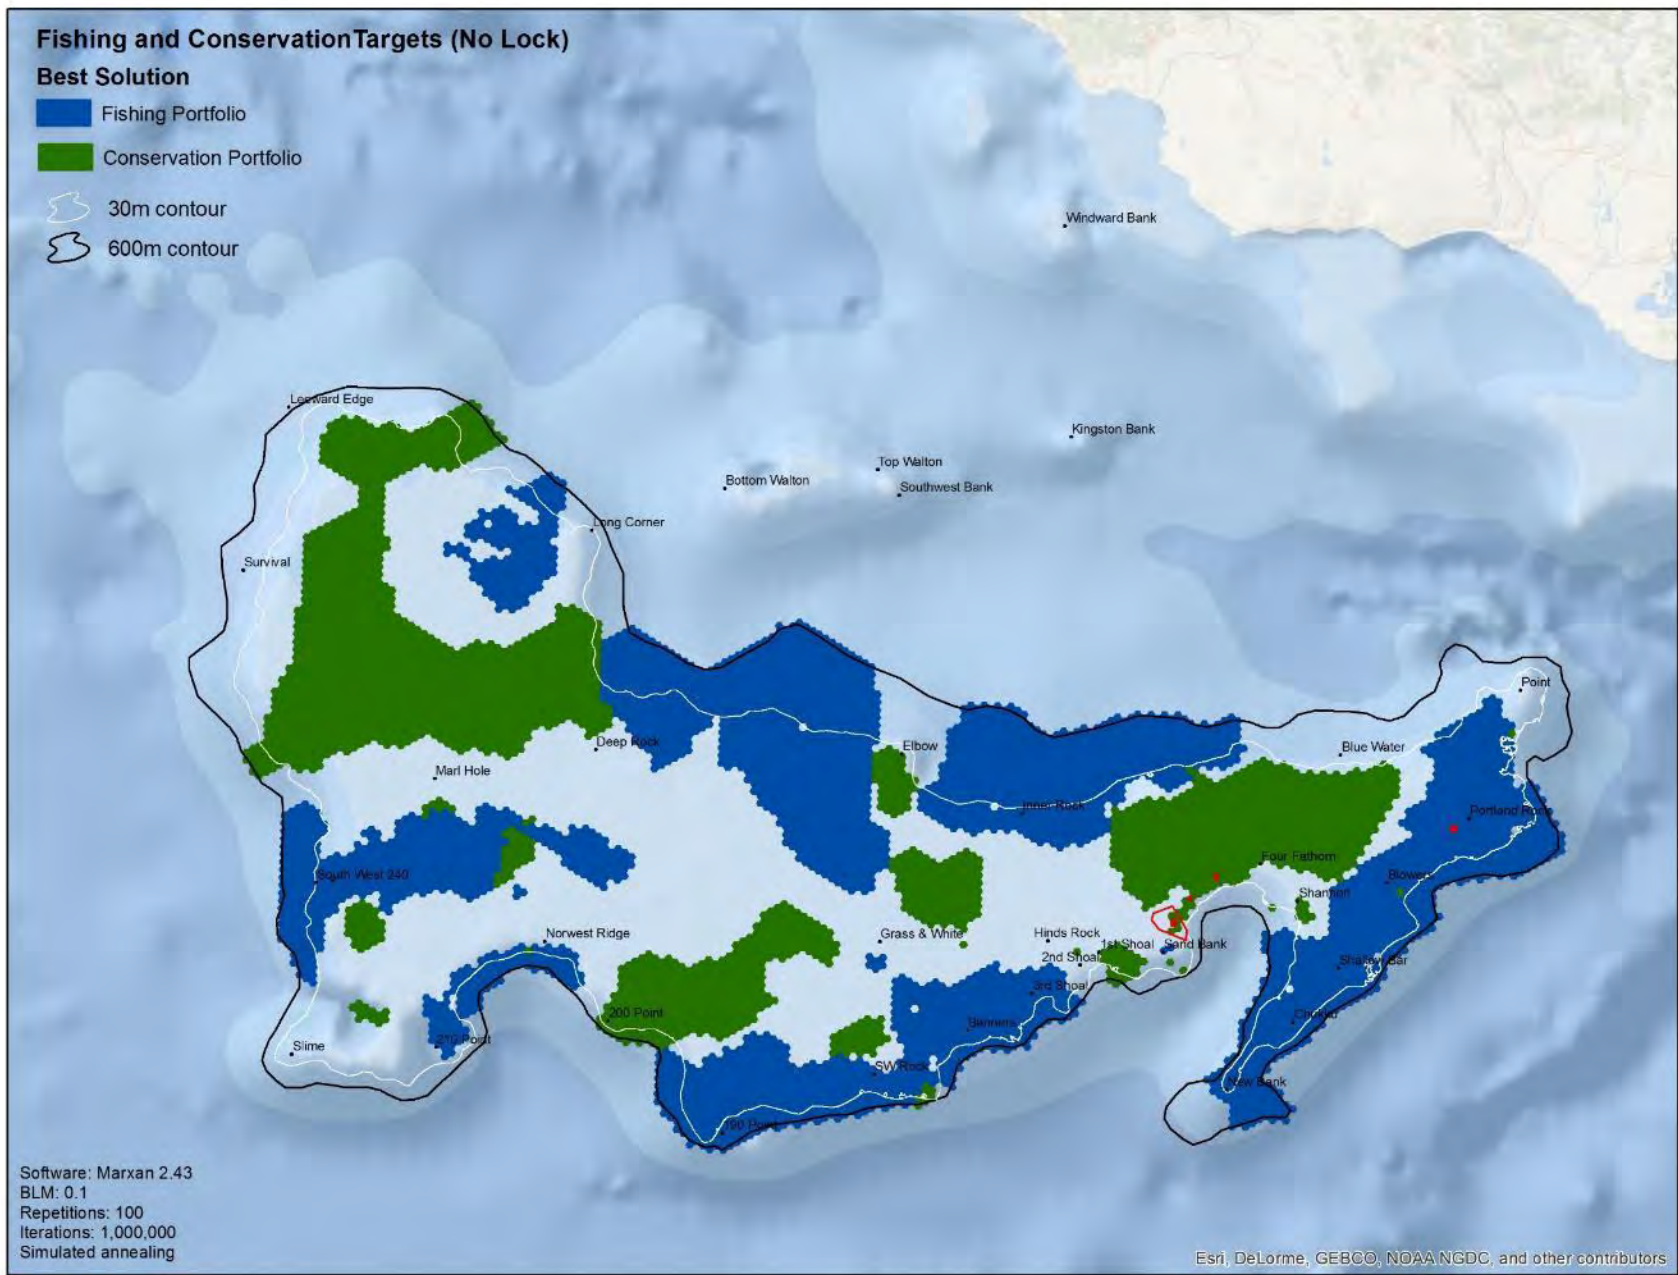 Fishing and ConservationTargets (No Lock)
Best Solution
Fishing Portfolio
Conservation Portfolio
30m contour
600m contour
Windward Bank
Leeward Edge
Kingston Bank
Top Walton
Bottom Walton
Southwest Bank
Long Corner
Survival
Point
Deep Rock
Elbow
Blue Water
Marl Hole
Inner Rock
Portland Rock
Four Fathom
South West 240
Blowers
Shannon
Norwest Ridge
Grass & White
Hinds Rock
1st Shoal
Sand Bank
2nd Shoal
Shallow Bar
3rd Shoal
200 Point
Banners
210 Point
Slime
SW Rock
New Bank
190 Point
Software: Marxan 2.43
BLM: 0.1
Repetitions: 100
Iterations: 1,000,000
Simulated annealing
Esri, DeLorme, GEBCO, NOAA NGDC, and other contributors